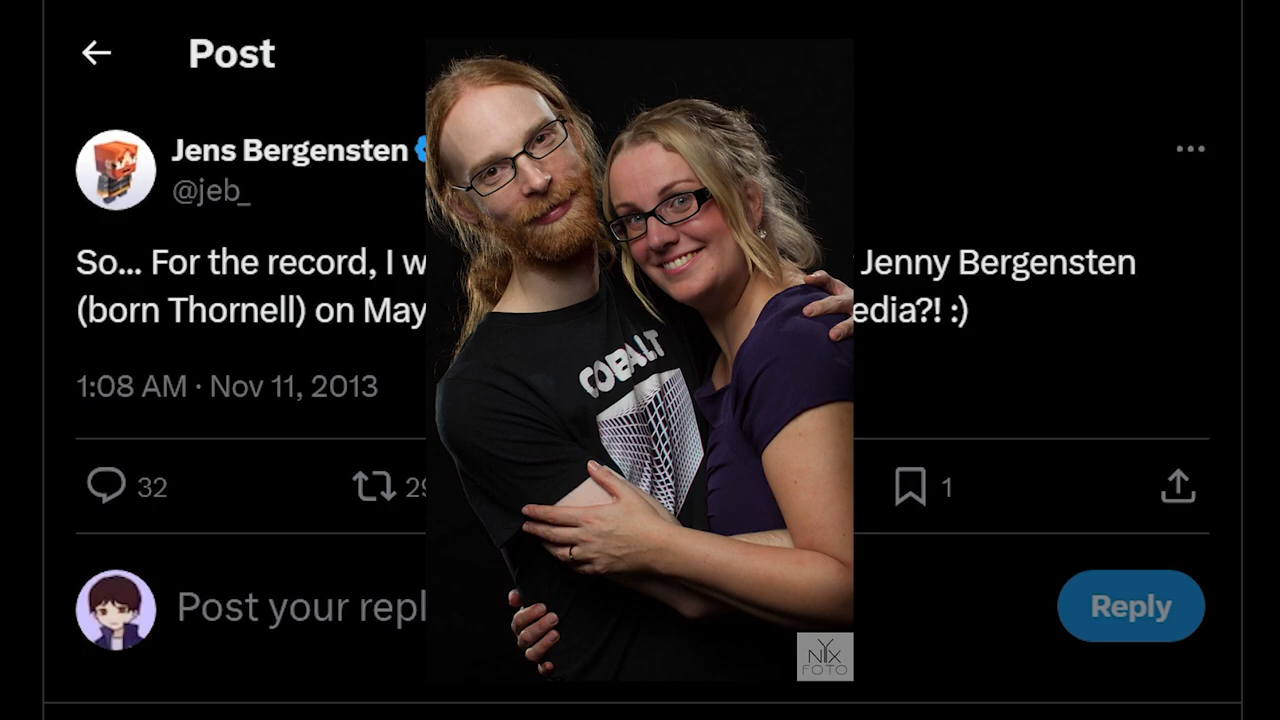 Post
Jens Bergensten
@jeb_
So... For the record, I w Jenny Bergensten
(born Thornell) on May edia?! :)
1:08 AM · Nov 11, 2013
32 29 1
Post your repl
Reply
COBALT
NYX
FOTO